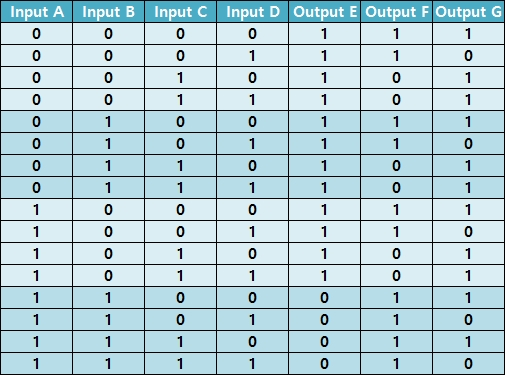 Input A Input B Input C Input D Output E Output F Output G
0 0 0 0 1 1 1
0 0 0 1 1 1 0
0 0 1 0 1 0 1
0 0 1 1 1 0 1
0 1 0 0 1 1 1
0 1 0 1 1 1 0
0 1 1 0 1 0 1
0 1 1 1 1 0 1
1 0 0 0 1 1 1
1 0 0 1 1 1 0
1 0 1 0 1 0 1
1 0 1 1 1 0 1
1 1 0 0 0 1 1
1 1 0 1 0 1 0
1 1 1 0 0 1 1
1 1 1 1 0 1 0